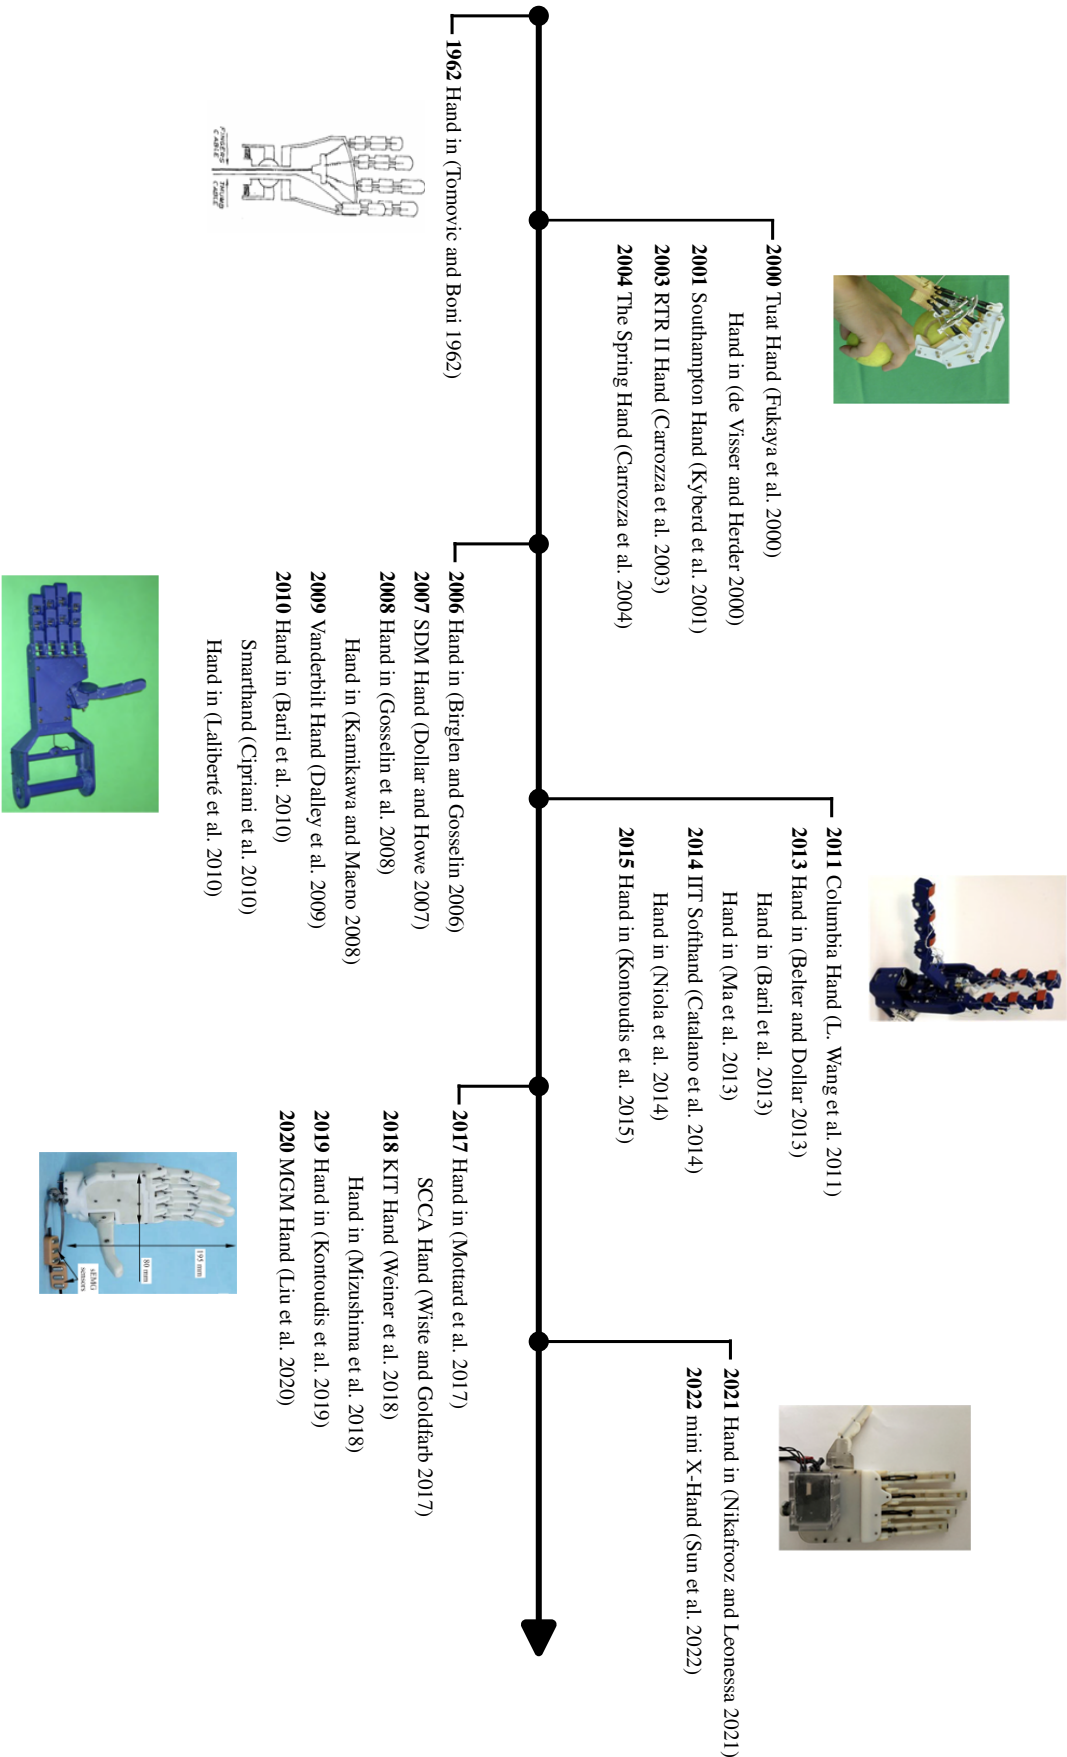 1962 Hand in (Tomovic and Boni 1962)
FINGERS
CABLE
THUMB
CABLE
2000 Tuat Hand (Fukaya et al. 2000)
Hand in (de Visser and Herder 2000)
2001 Southampton Hand (Kyberd et al. 2001)
2003 RTR II Hand (Carrozza et al. 2003)
2004 The Spring Hand (Carrozza et al. 2004)
2006 Hand in (Birglen and Gosselin 2006)
2007 SDM Hand (Dollar and Howe 2007)
2008 Hand in (Gosselin et al. 2008)
Hand in (Kamikawa and Maeno 2008)
2009 Vanderbilt Hand (Dalley et al. 2009)
2010 Hand in (Baril et al. 2010)
Smarthand (Cipriani et al. 2010)
Hand in (Laliberté et al. 2010)
2011 Columbia Hand (L. Wang et al. 2011)
2013 Hand in (Belter and Dollar 2013)
Hand in (Baril et al. 2013)
Hand in (Ma et al. 2013)
2014 IIT Softhand (Catalano et al. 2014)
Hand in (Niola et al. 2014)
2015 Hand in (Kontoudis et al. 2015)
2017 Hand in (Mottard et al. 2017)
SCCA Hand (Wiste and Goldfarb 2017)
2018 KIT Hand (Weiner et al. 2018)
Hand in (Mizushima et al. 2018)
2019 Hand in (Kontoudis et al. 2019)
2020 MGM Hand (Liu et al. 2020)
195 mm
80 mm
sEMG
sensors
2021 Hand in (Nikafrooz and Leonessa 2021)
2022 mini X-Hand (Sun et al. 2022)